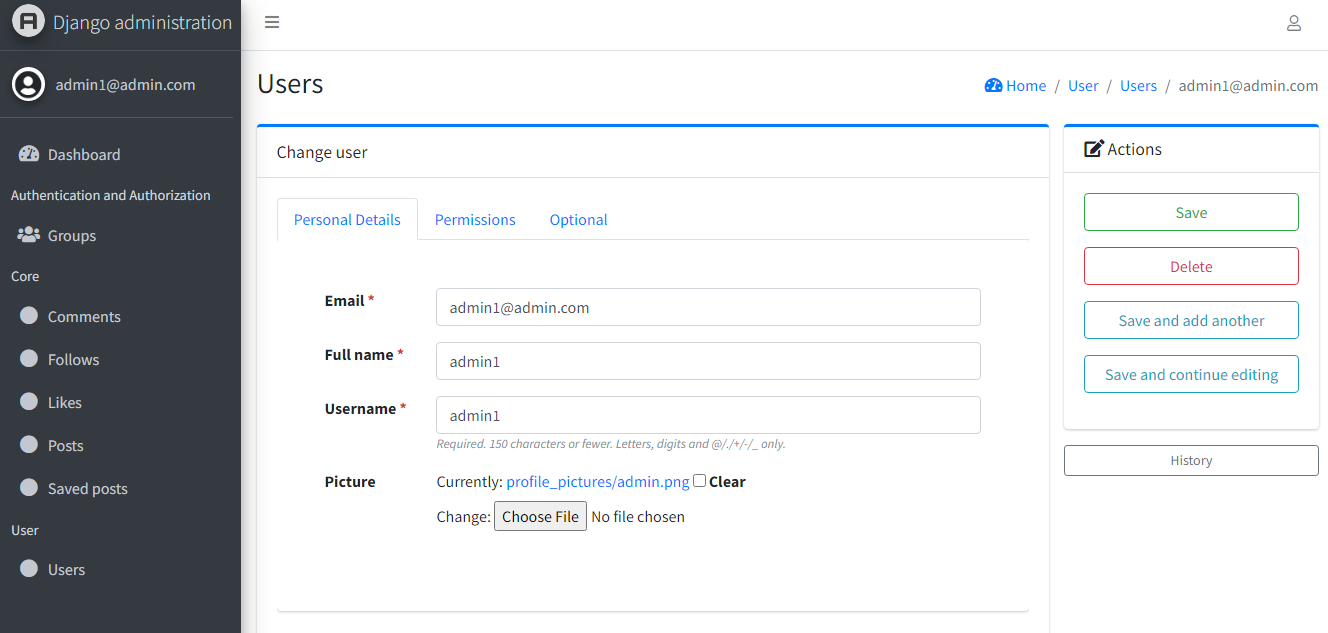 Django administration
admin1@admin.com
Dashboard
Authentication and Authorization
Groups
Core
Comments
Follows
Likes
Posts
Saved posts
User
Users
Users
Home / User / Users / admin1@admin.com
Change user
Personal Details Permissions Optional
Email * admin1@admin.com
Full name * admin1
Username * admin1
Required. 150 characters or fewer. Letters, digits and @/./+/-/_ only.
Picture Currently: profile_pictures/admin.png Clear
Change: Choose File No file chosen
Actions
Save
Delete
Save and add another
Save and continue editing
History